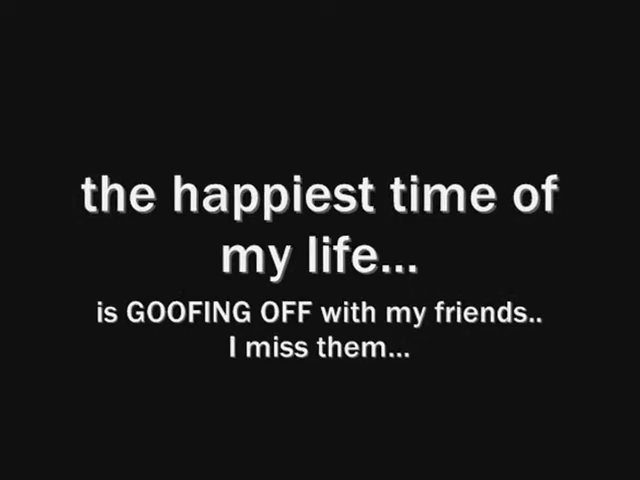 the happiest time of
my life...
is GOOFING OFF with my friends..
I miss them...